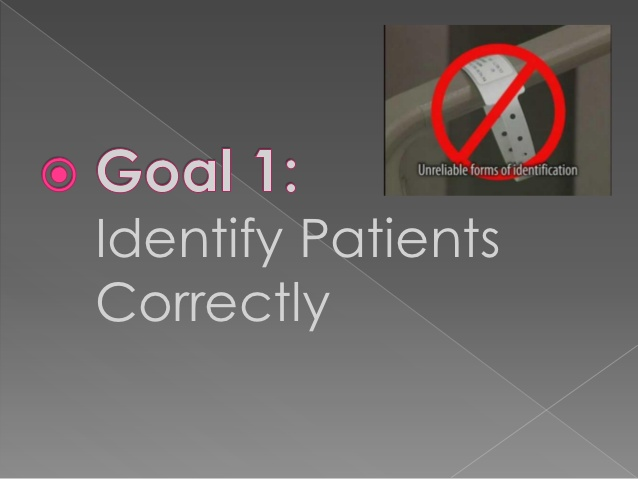 Goal 1:
Identify Patients
Correctly
Unreliable forms of identification